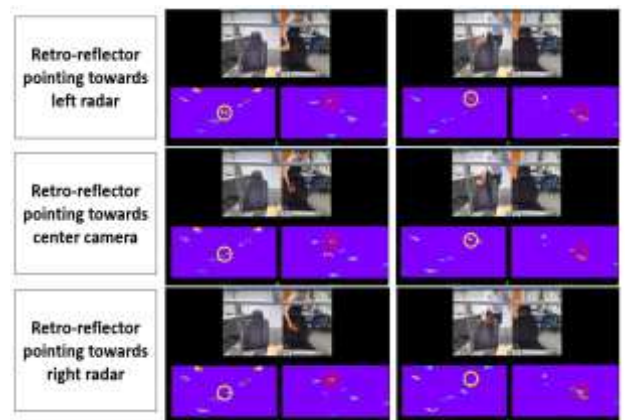 Retro-reflector
pointing towards
left radar
Retro-reflector
pointing towards
center camera
Retro-reflector
pointing towards
right radar